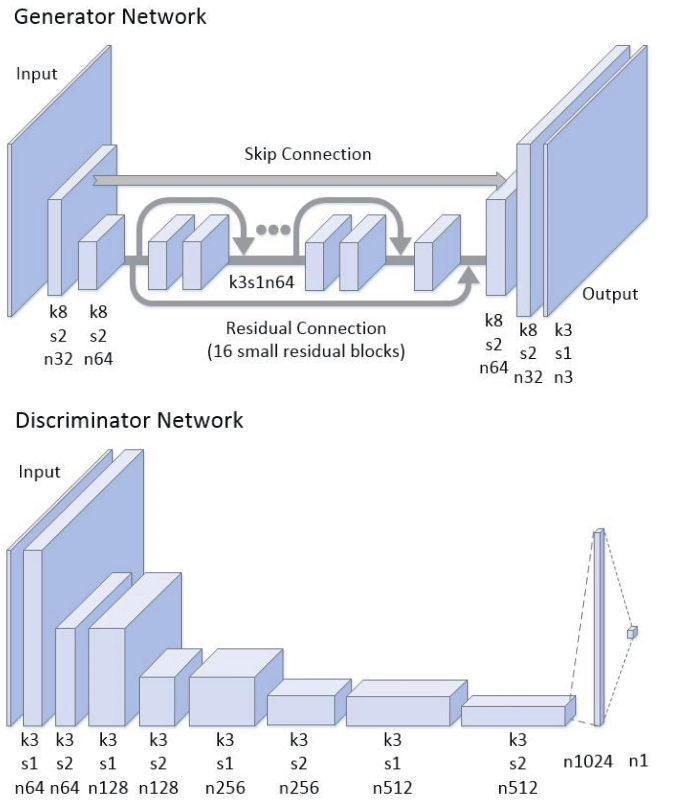 Generator Network
Input
Skip Connection
k3s1n64
Residual Connection
(16 small residual blocks)
Output
k8 k8 k8 k8 k3
s2 s2 s2 s2 s1
n32 n64 n64 n32 n3
Discriminator Network
Input
k3 k3 k3 k3 k3 k3 k3 k3
s1 s2 s1 s2 s1 s2 s1 s2
n64 n64 n128 n128 n256 n256 n512 n512
n1024 n1